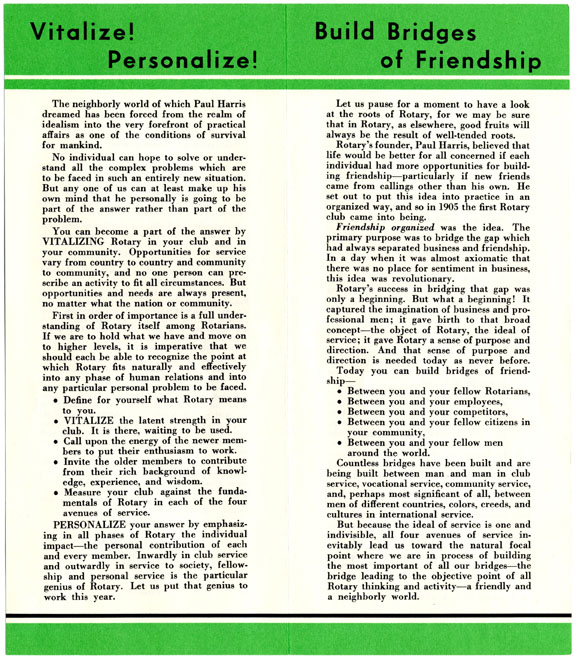 Vitalize!
Personalize!
The neighborly world of which Paul Harris
dreamed has been forced from the realm of
idealism into the very forefront of practical
affairs as one of the conditions of survival
for mankind.
No individual can hope to solve or under-
stand all the complex problems which are
to be faced in such an entirely new situation.
But any one of us can at least make up his
own mind that he personally is going to be
part of the answer rather than part of the
problem.
You can become a part of the answer by
VITALIZING Rotary in your club and in
your community. Opportunities for service
vary from country to country and community
to community, and no one person can pre-
scribe an activity to fit all circumstances. But
opportunities and needs are always present,
no matter what the nation or community.
First in order of importance is a full under-
standing of Rotary itself among Rotarians.
If we are to hold what we have and move on
to higher levels, it is imperative that we
should each be able to recognize the point at
which Rotary fits naturally and effectively
into any phase of human relations and into
any particular personal problem to be faced.
• Define for yourself what Rotary means
to you.
• VITALIZE the latent strength in your
club. It is there, waiting to be used.
• Call upon the energy of the newer mem-
bers to put their enthusiasm to work.
• Invite the older members to contribute
from their rich background of knowl-
edge, experience, and wisdom.
• Measure your club against the funda-
mentals of Rotary in each of the four
avenues of service.
PERSONALIZE your answer by emphasiz-
ing in all phases of Rotary the individual
impact—the personal contribution of each
and every member. Inwardly in club service
and outwardly in service to society, fellow-
ship and personal service is the particular
genius of Rotary. Let us put that genius to
work this year.
Build Bridges
of Friendship
Let us pause for a moment to have a look
at the roots of Rotary, for we may be sure
that in Rotary, as elsewhere, good fruits will
always be the result of well-tended roots.
Rotary's founder, Paul Harris, believed that
life would be better for all concerned if each
individual had more opportunities for build-
ing friendship—particularly if new friends
came from callings other than his own. He
set out to put this idea into practice in an
organized way, and so in 1905 the first Rotary
club came into being.
Friendship organized was the idea. The
primary purpose was to bridge the gap which
had always separated business and friendship.
In a day when it was almost axiomatic that
there was no place for sentiment in business,
this idea was revolutionary.
Rotary's success in bridging that gap was
only a beginning. But what a beginning! It
captured the imagination of business and pro-
fessional men; it gave birth to that broad
concept—the object of Rotary, the ideal of
service; it gave Rotary a sense of purpose and
direction. And that sense of purpose and
direction is needed today as never before.
Today you can build bridges of friend-
ship—
• Between you and your fellow Rotarians,
• Between you and your employees,
• Between you and your competitors,
• Between you and your fellow citizens in
your community,
• Between you and your fellow men
around the world.
Countless bridges have been built and are
being built between man and man in club
service, vocational service, community service,
and, perhaps most significant of all, between
men of different countries, colors, creeds, and
cultures in international service.
But because the ideal of service is one and
indivisible, all four avenues of service in-
evitably lead us toward the natural focal
point where we are in process of building
the most important of all our bridges—the
bridge leading to the objective point of all
Rotary thinking and activity—a friendly and
a neighborly world.